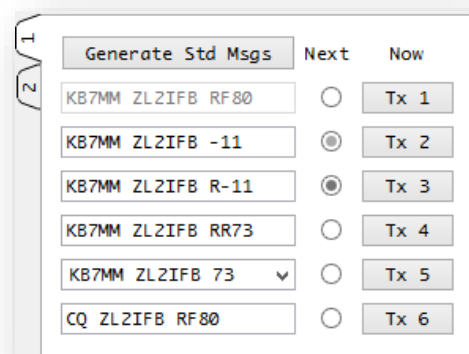 1
2
Generate Std Msgs Next Now
KB7MM ZL2IFB RF80 Tx 1
KB7MM ZL2IFB -11 Tx 2
KB7MM ZL2IFB R-11 Tx 3
KB7MM ZL2IFB RR73 Tx 4
KB7MM ZL2IFB 73 Tx 5
CQ ZL2IFB RF80 Tx 6